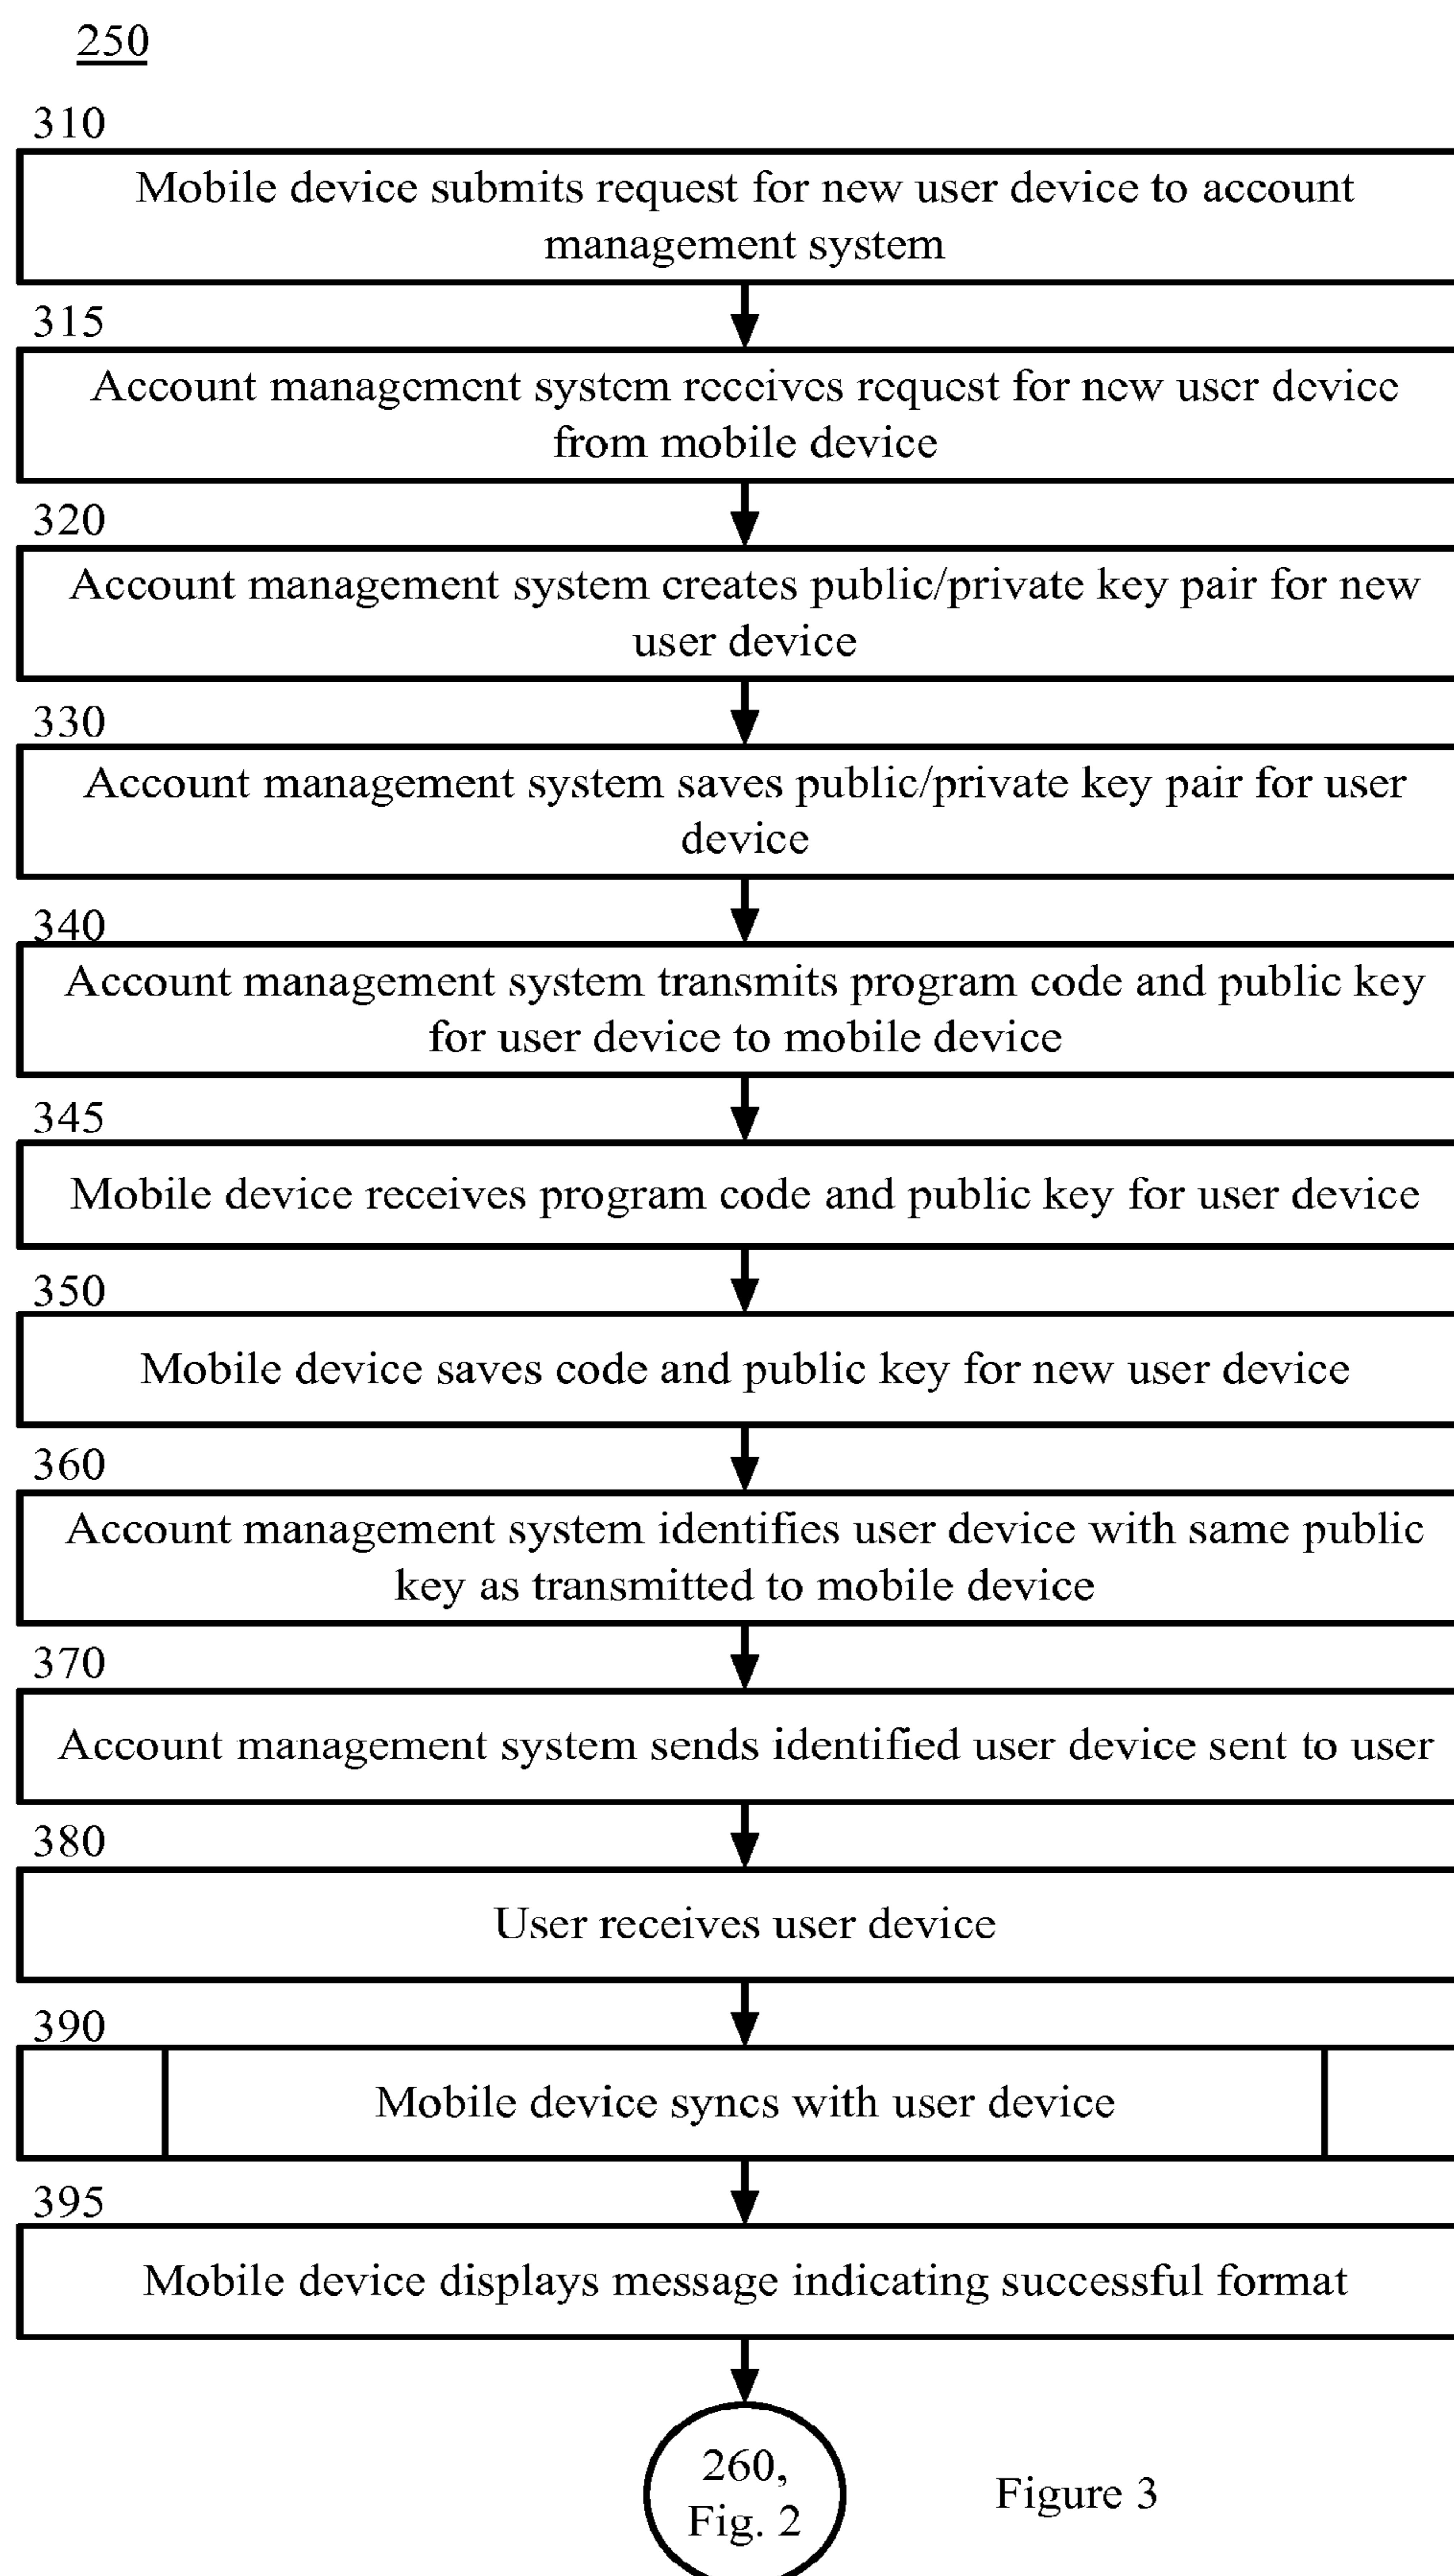 250
310
Mobile device submits request for new user device to account
management system
315
Account management system receives request for new user device
from mobile device
320
Account management system creates public/private key pair for new
user device
330
Account management system saves public/private key pair for user
device
340
Account management system transmits program code and public key
for user device to mobile device
345
Mobile device receives program code and public key for user device
350
Mobile device saves code and public key for new user device
360
Account management system identifies user device with same public
key as transmitted to mobile device
370
Account management system sends identified user device sent to user
380
User receives user device
390
Mobile device syncs with user device
395
Mobile device displays message indicating successful format
260,
Fig. 2
Figure 3